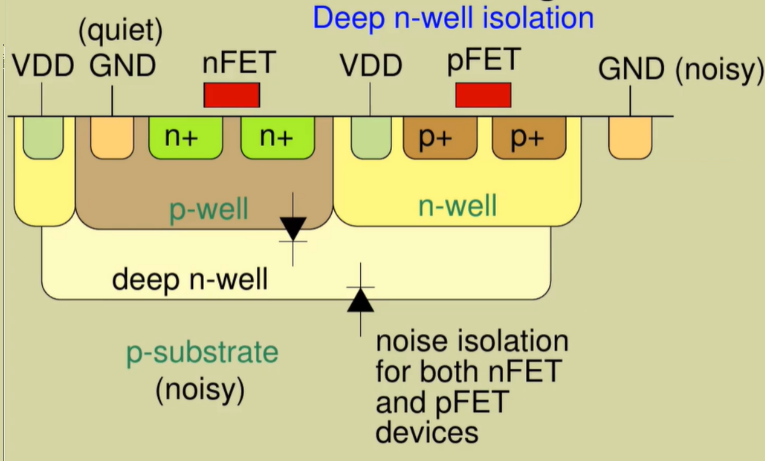 Deep n-well isolation
(quiet)
VDD GND nFET VDD pFET GND (noisy)
n+ n+ p+ p+
p-well n-well
deep n-well
p-substrate
(noisy)
noise isolation
for both nFET
and pFET
devices